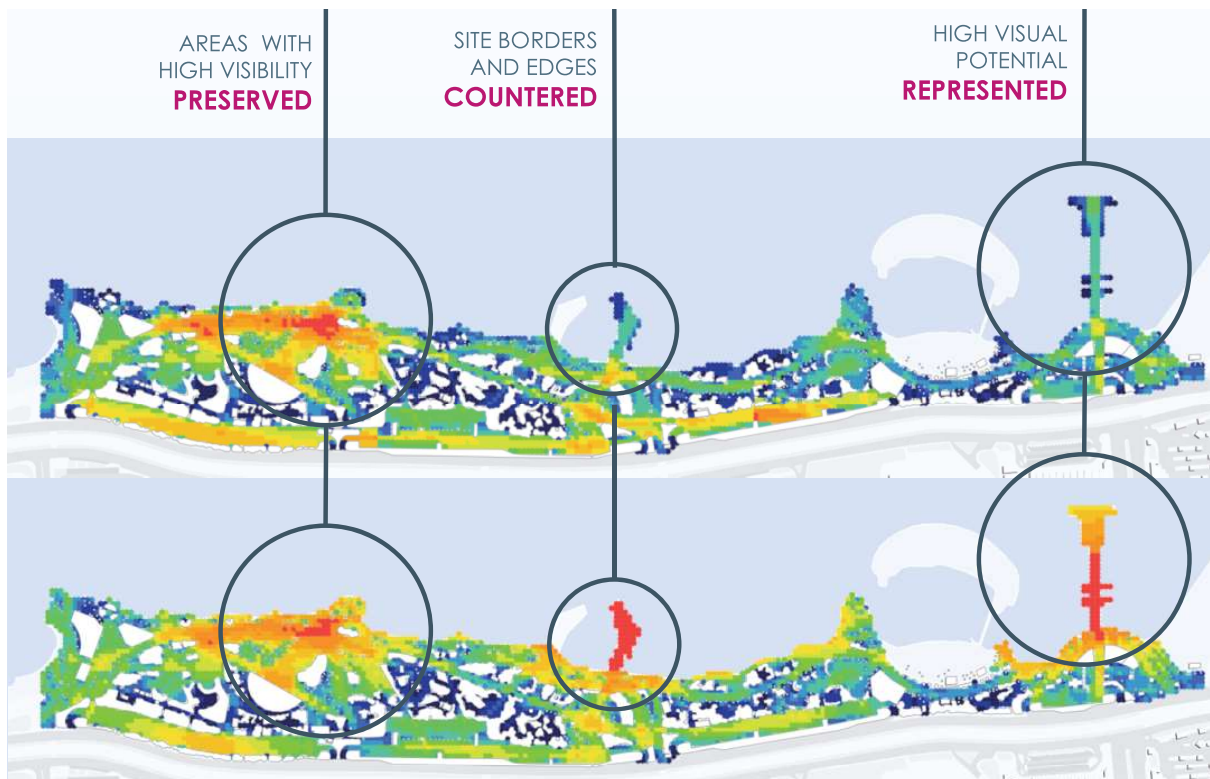 AREAS WITH
HIGH VISIBILITY
PRESERVED
SITE BORDERS
AND EDGES
COUNTERED
HIGH VISUAL
POTENTIAL
REPRESENTED